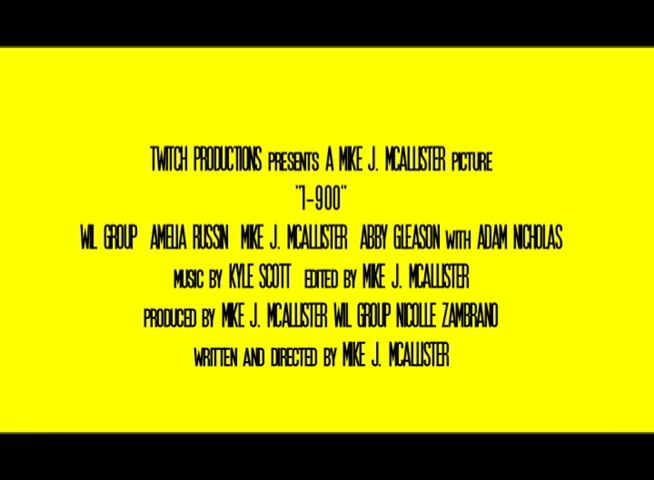 TWITCH PRODUCTIONS PRESENTS A MIKE J. MCALLISTER PICTURE
"1-900"
WIL GROUP AMELIA RUSSIN MIKE J. MCALLISTER ABBY GLEASON WITH ADAM NICHOLAS
MUSIC BY KYLE SCOTT EDITED BY MIKE J. MCALLISTER
PRODUCED BY MIKE J. MCALLISTER WIL GROUP NICOLLE ZAMBRANO
WRITTEN AND DIRECTED BY MIKE J. MCALLISTER